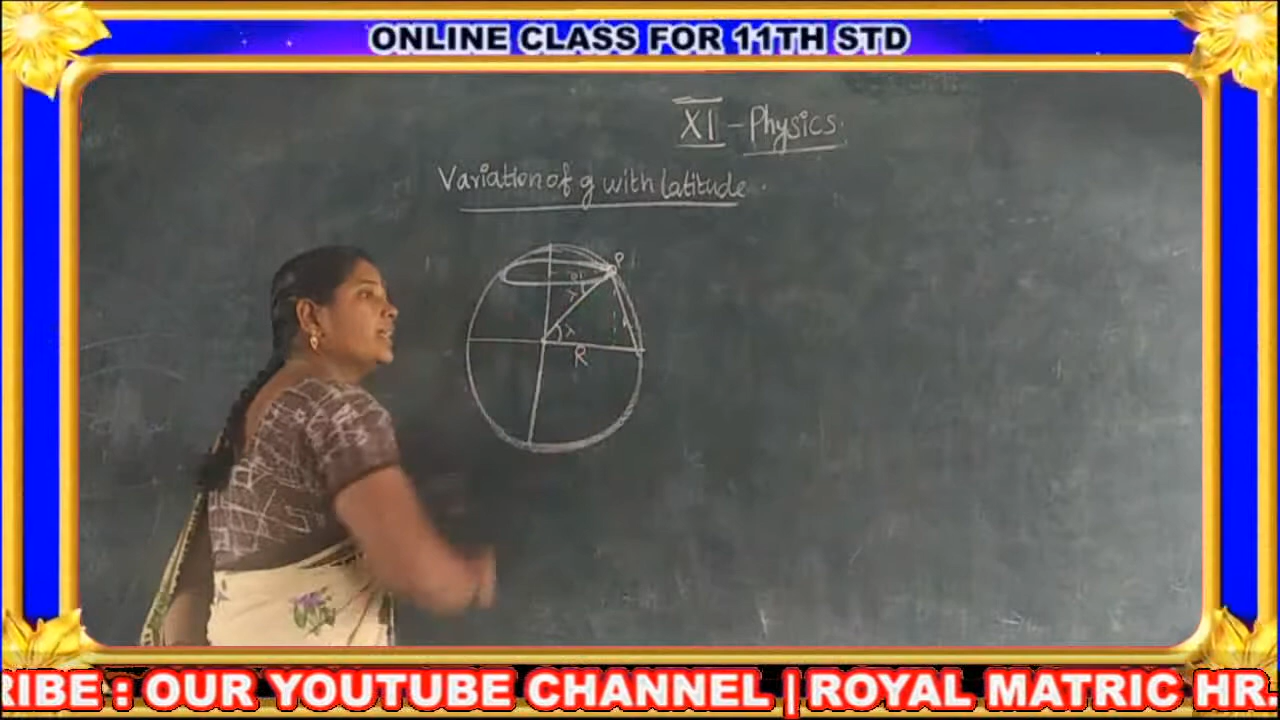 ONLINE CLASS FOR 11TH STD
XI - Physics.
Variation of g with latitude.
P
λ
λ
R
RIBE : OUR YOUTUBE CHANNEL | ROYAL MATRIC HR.